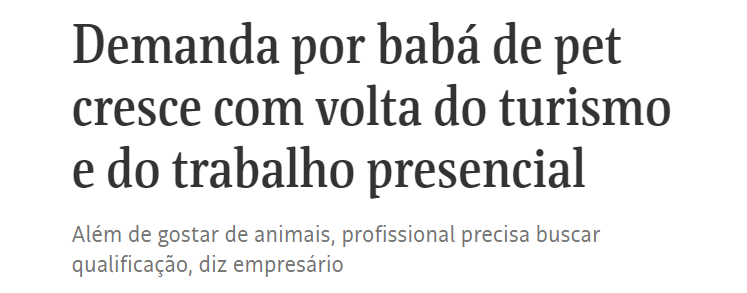 Demanda por babá de pet
cresce com volta do turismo
e do trabalho presencial
Além de gostar de animais, profissional precisa buscar
qualificação, diz empresário